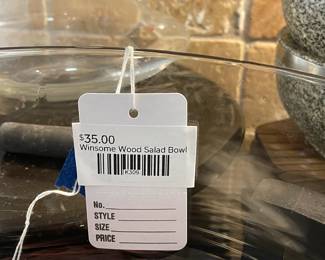 $35.00
Winsome Wood Salad Bowl
K309
No.
STYLE
SIZE
PRICE